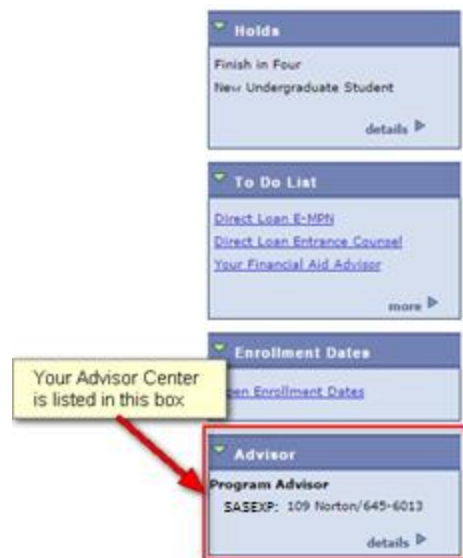 Holds
Finish in Four
New Undergraduate Student
details
To Do List
Direct Loan E-MPN
Direct Loan Entrance Counsel
Your Financial Aid Advisor
more
Enrollment Dates
Your Advisor Center
is listed in this box
Enrollment Dates
Advisor
Program Advisor
SASEXP: 109 Norton/645-6013
details